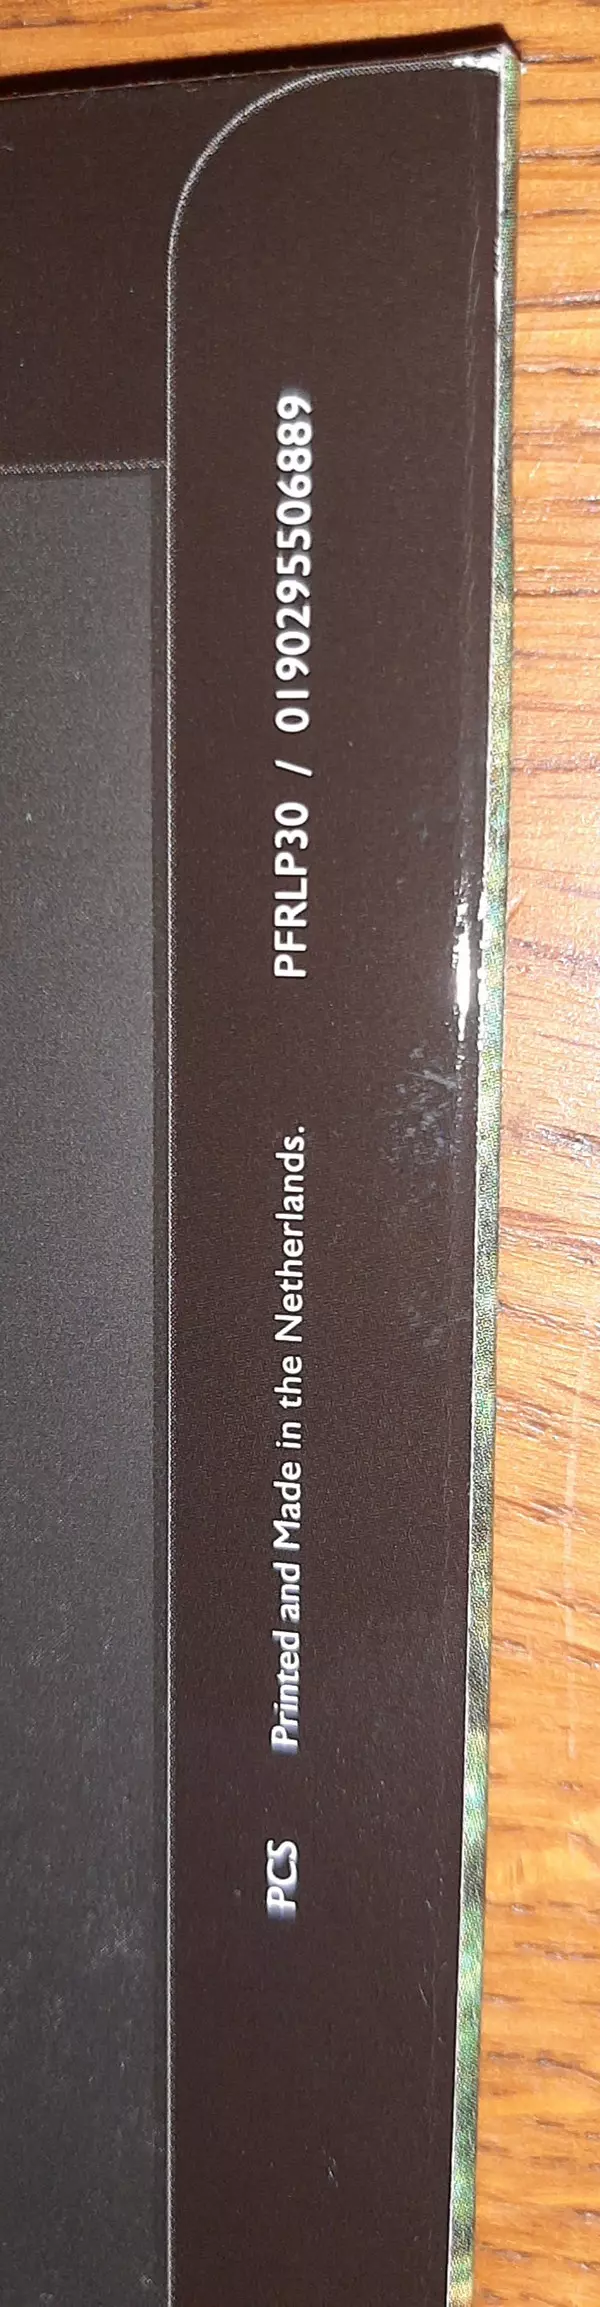 PCS Printed and Made in the Netherlands. PFRLP30 / 0190295506889